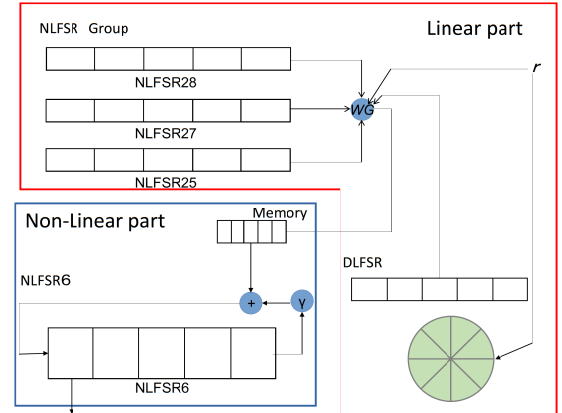 NLFSR Group
Linear part
r
NLFSR28
WG
NLFSR27
NLFSR25
Non-Linear part
Memory
DLFSR
NLFSR6
+
γ
NLFSR6